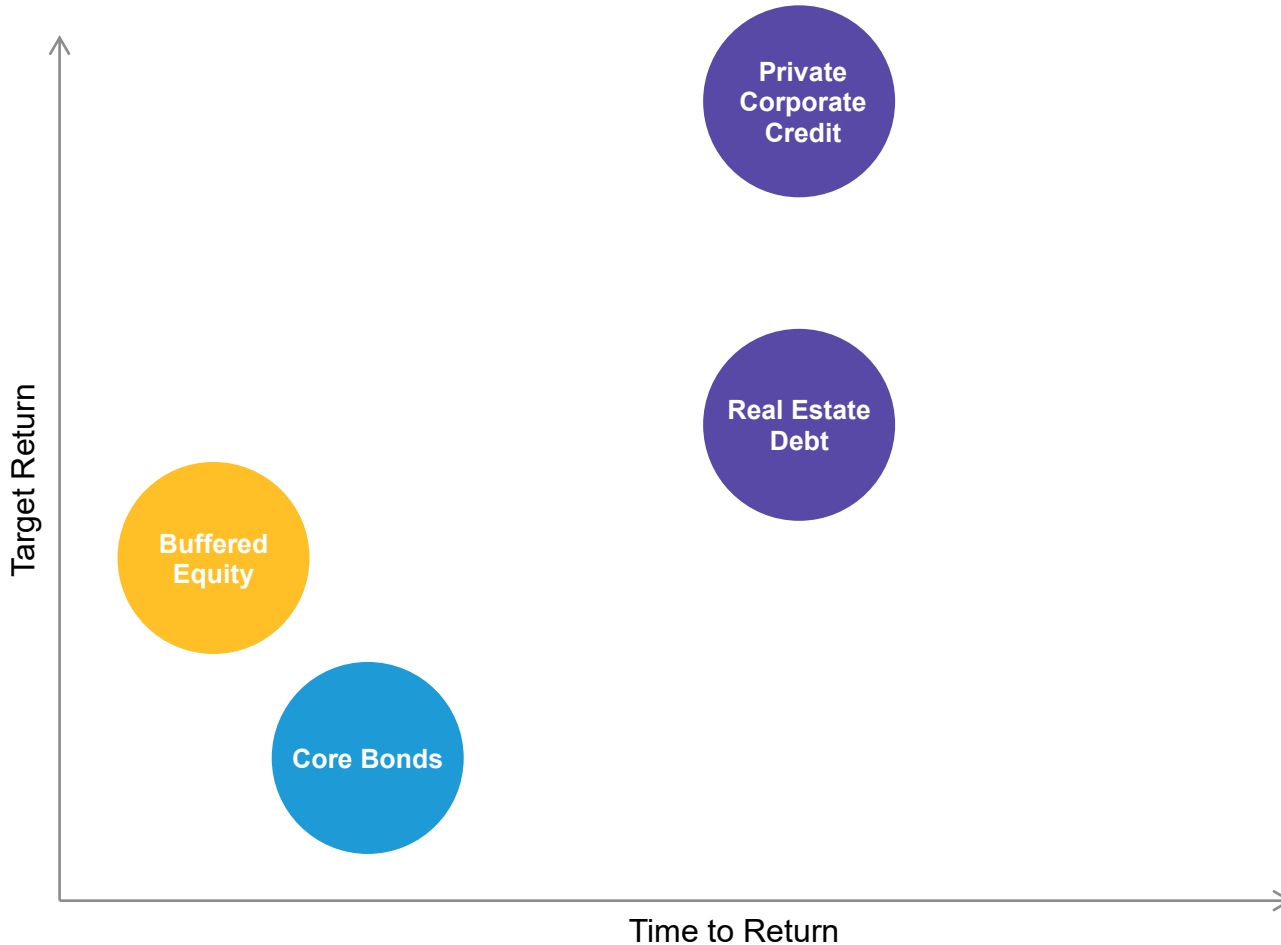 Private
Corporate
Credit
Real Estate
Debt
Buffered
Equity
Core Bonds
Target Return
Time to Return